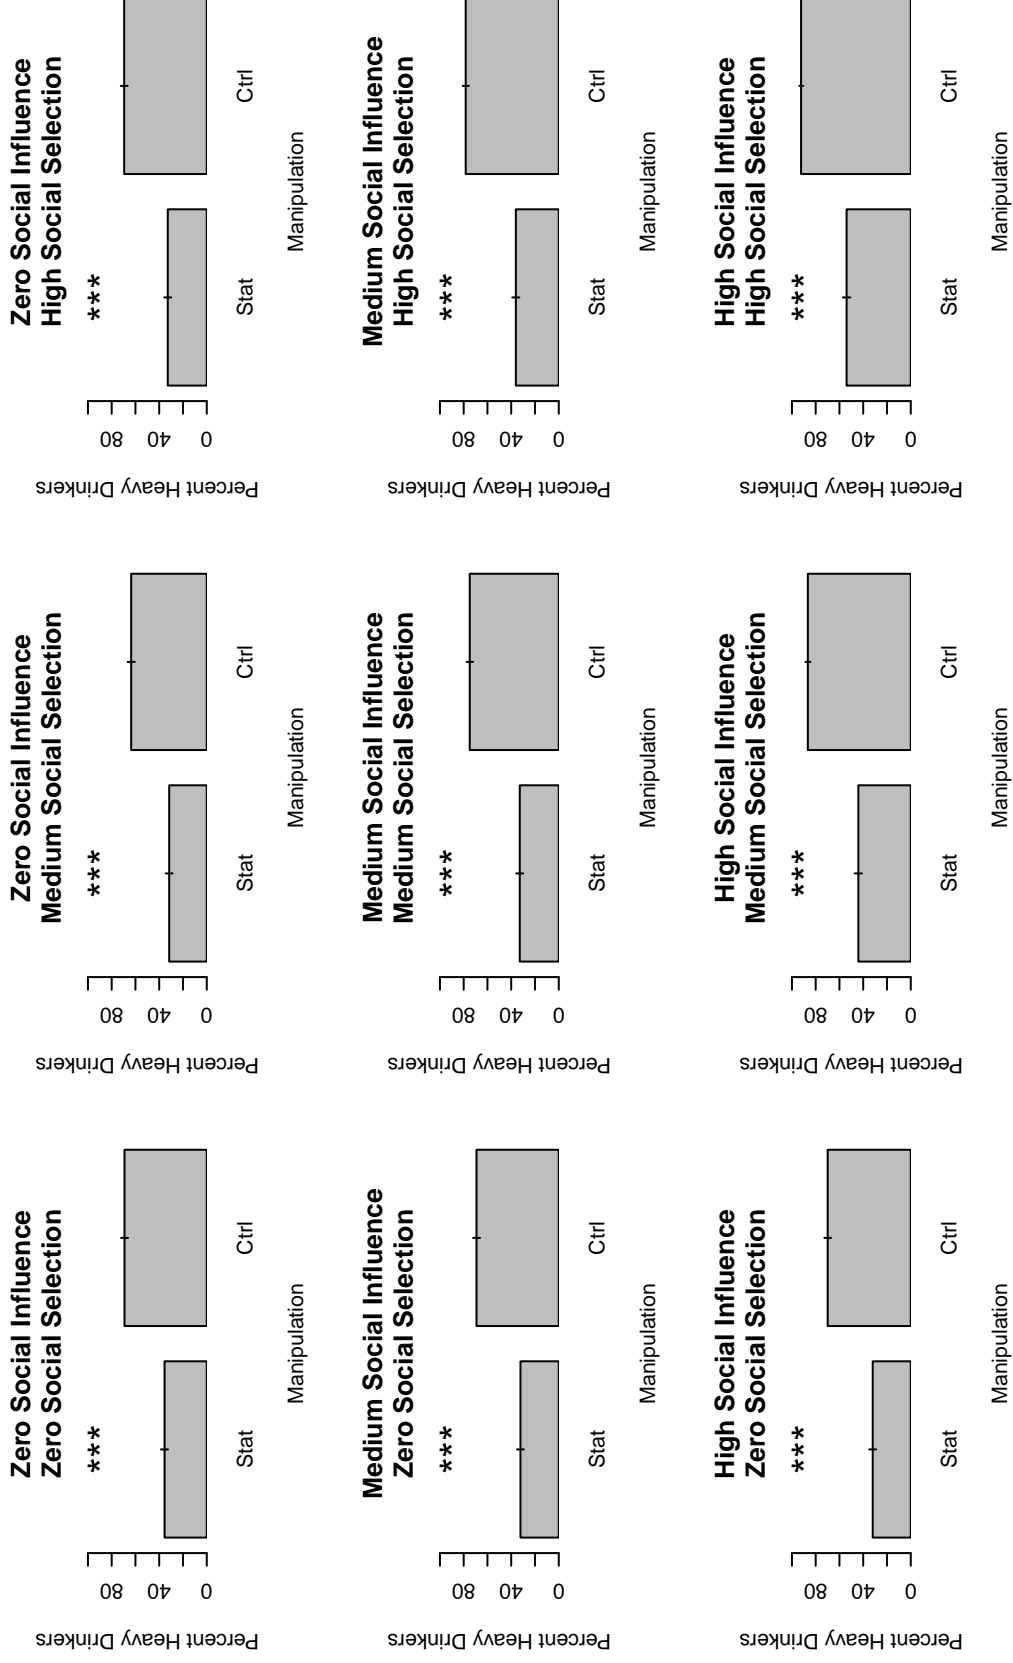 Zero Social Influence
Zero Social Selection
***
Percent Heavy Drinkers
0 40 80
Stat Ctrl
Manipulation
Zero Social Influence
Medium Social Selection
***
Percent Heavy Drinkers
0 40 80
Stat Ctrl
Manipulation
Zero Social Influence
High Social Selection
***
Percent Heavy Drinkers
0 40 80
Stat Ctrl
Manipulation
Medium Social Influence
Zero Social Selection
***
Percent Heavy Drinkers
0 40 80
Stat Ctrl
Manipulation
Medium Social Influence
Medium Social Selection
***
Percent Heavy Drinkers
0 40 80
Stat Ctrl
Manipulation
Medium Social Influence
High Social Selection
***
Percent Heavy Drinkers
0 40 80
Stat Ctrl
Manipulation
High Social Influence
Zero Social Selection
***
Percent Heavy Drinkers
0 40 80
Stat Ctrl
Manipulation
High Social Influence
Medium Social Selection
***
Percent Heavy Drinkers
0 40 80
Stat Ctrl
Manipulation
High Social Influence
High Social Selection
***
Percent Heavy Drinkers
0 40 80
Stat Ctrl
Manipulation